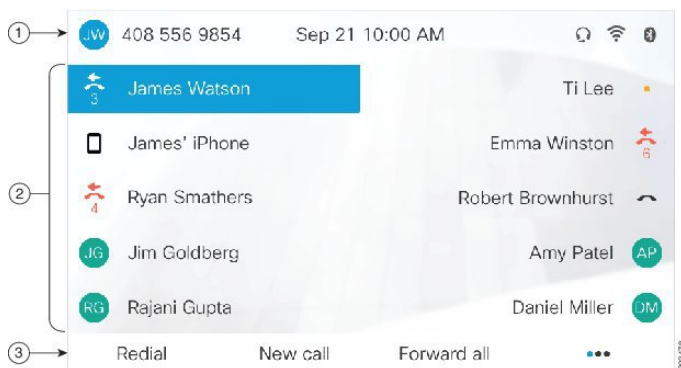 1 JW 408 556 9854 Sep 21 10:00 AM
3 James Watson Ti Lee
James' iPhone Emma Winston 6
2
4 Ryan Smathers Robert Brownhurst
JG Jim Goldberg Amy Patel AP
RG Rajani Gupta Daniel Miller DM
3 Redial New call Forward all